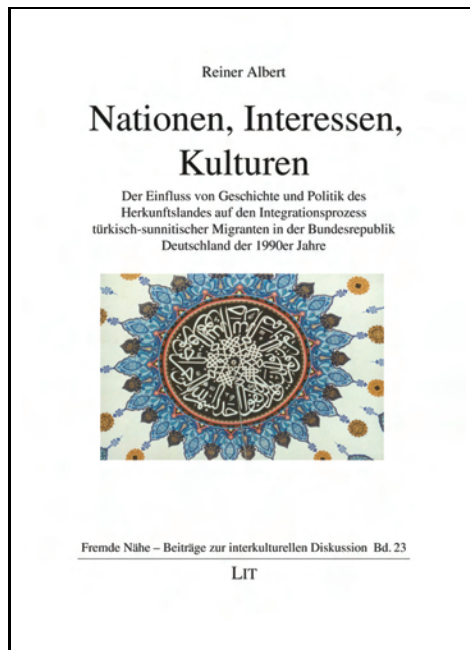 Reiner Albert
Nationen, Interessen,
Kulturen
Der Einfluss von Geschichte und Politik des
Herkunftslandes auf den Integrationsprozess
türkisch-sunnitischer Migranten in der Bundesrepublik
Deutschland der 1990er Jahre
Fremde Nähe – Beiträge zur interkulturellen Diskussion Bd. 23
LIT